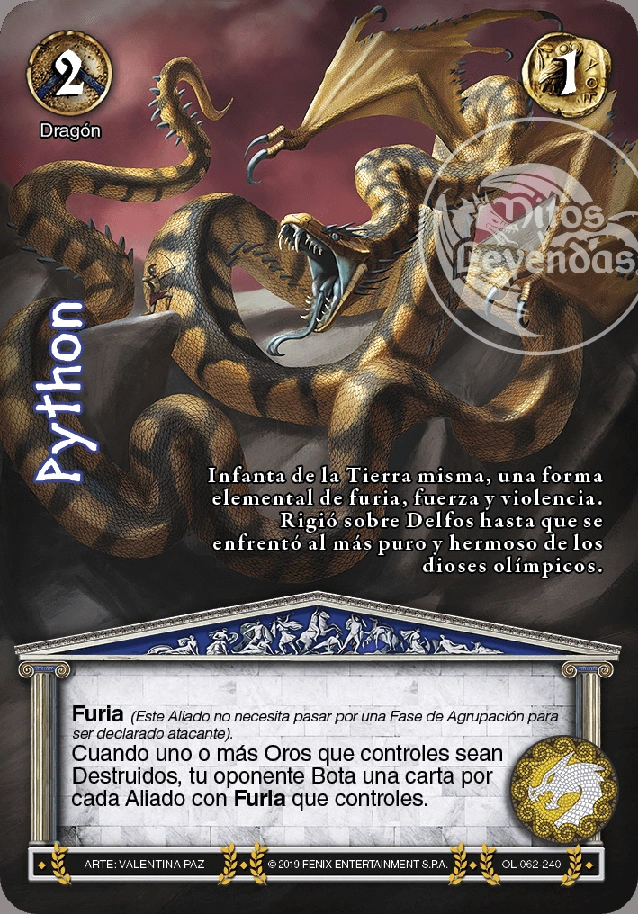 2
1
Dragón
Mitos
Leyendas
Python
Infanta de la Tierra misma, una forma
elemental de furia, fuerza y violencia.
Rigió sobre Delfos hasta que se
enfrentó al más puro y hermoso de los
dioses olímpicos.
Furia (Este Aliado no necesita pasar por una Fase de Agrupación para
ser declarado atacante).
Cuando uno o más Oros que controles sean
Destruidos, tu oponente Bota una carta por
cada Aliado con Furia que controles.
ARTE: VALENTINA PAZ
© 2019 FENIX ENTERTAINMENT S.P.A.
OL 062-240